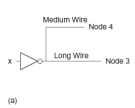 Medium Wire
Node 4
Long Wire
x
Node 3
(a)